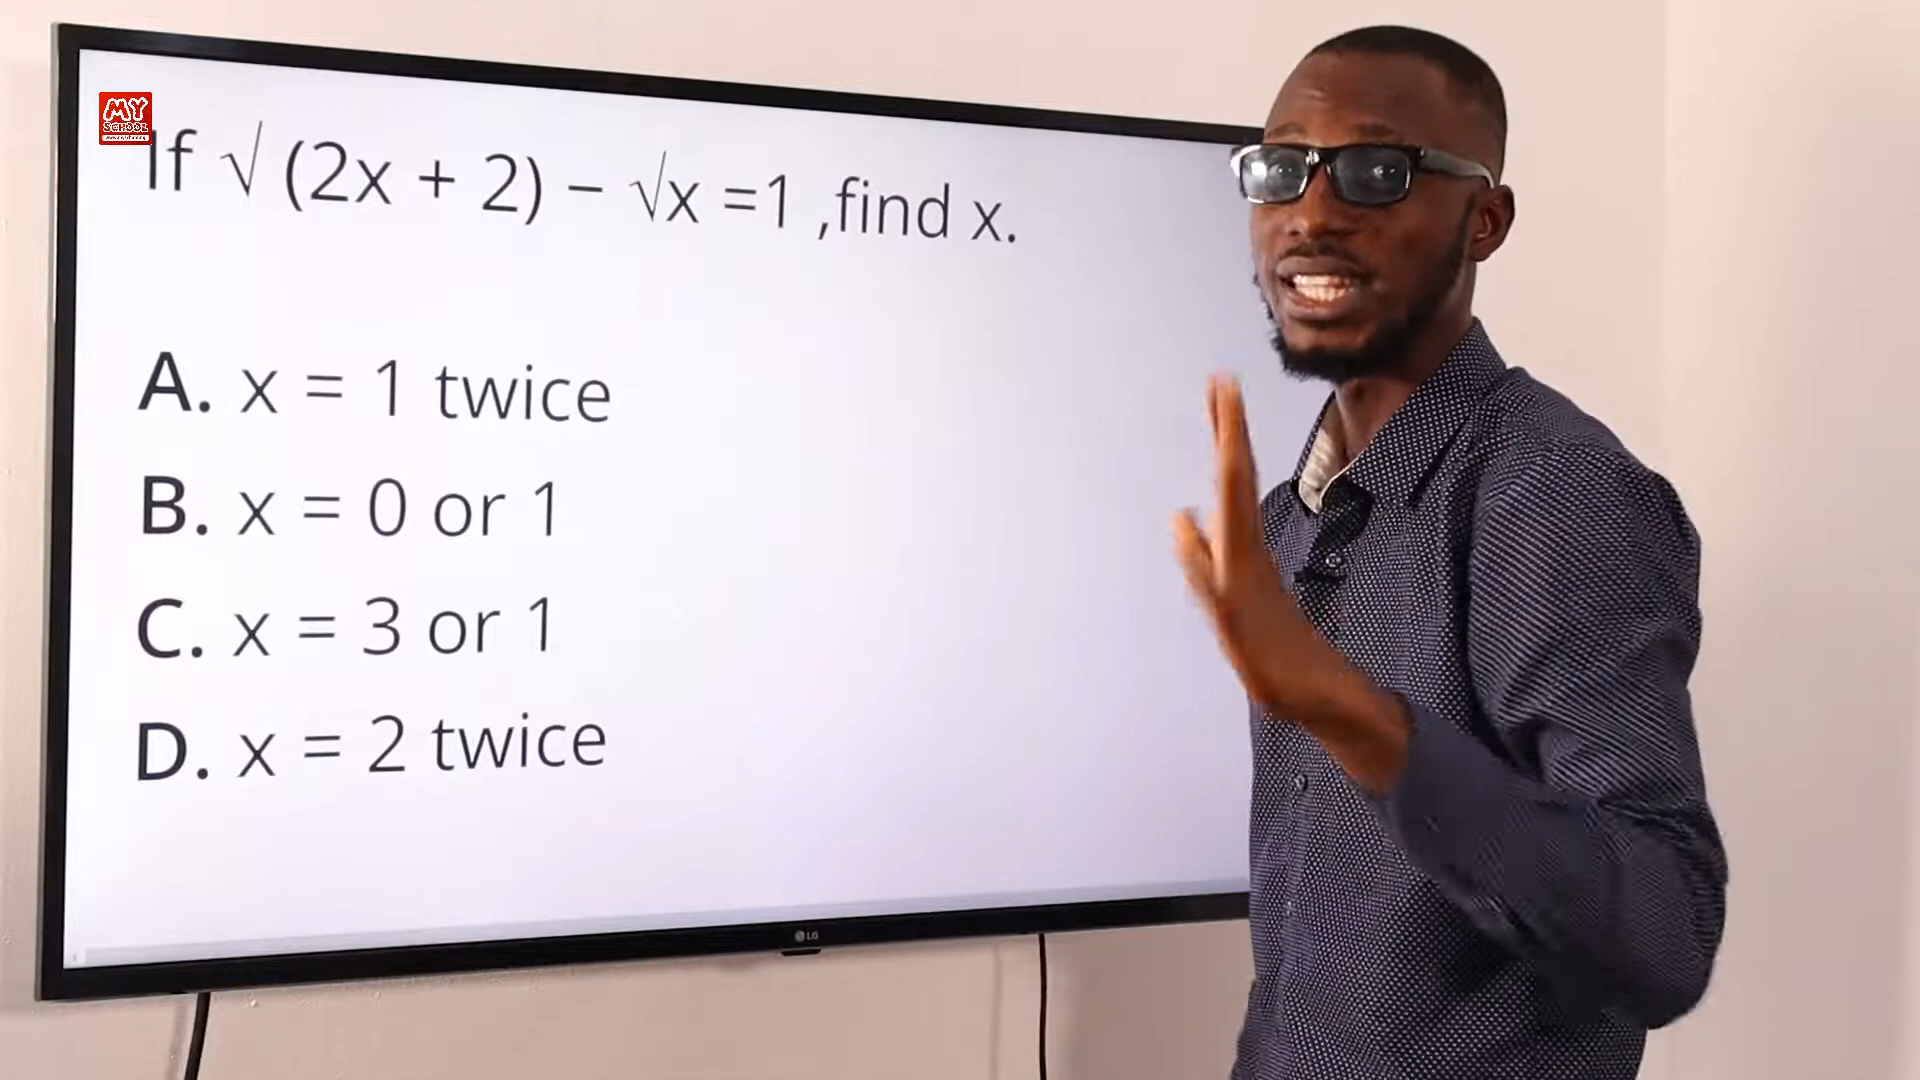 MY
SCHOOL
If √ (2x + 2) − √x =1 ,find x.
A. x = 1 twice
B. x = 0 or 1
C. x = 3 or 1
D. x = 2 twice
LG